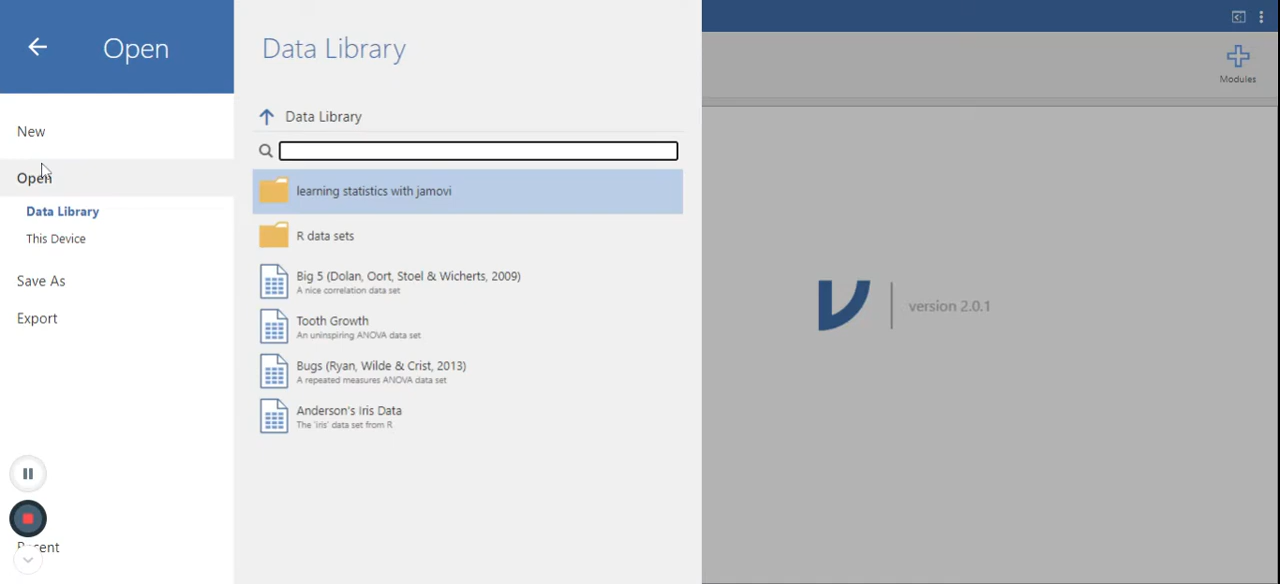 Open
New
Open
Data Library
This Device
Save As
Export
Recent
Data Library
Data Library
learning statistics with jamovi
R data sets
Big 5 (Dolan, Oort, Stoel & Wicherts, 2009)
A nice correlation data set
Tooth Growth
An uninspiring ANOVA data set
Bugs (Ryan, Wilde & Crist, 2013)
A repeated measures ANOVA data set
Anderson's Iris Data
The 'iris' data set from R
Modules
version 2.0.1